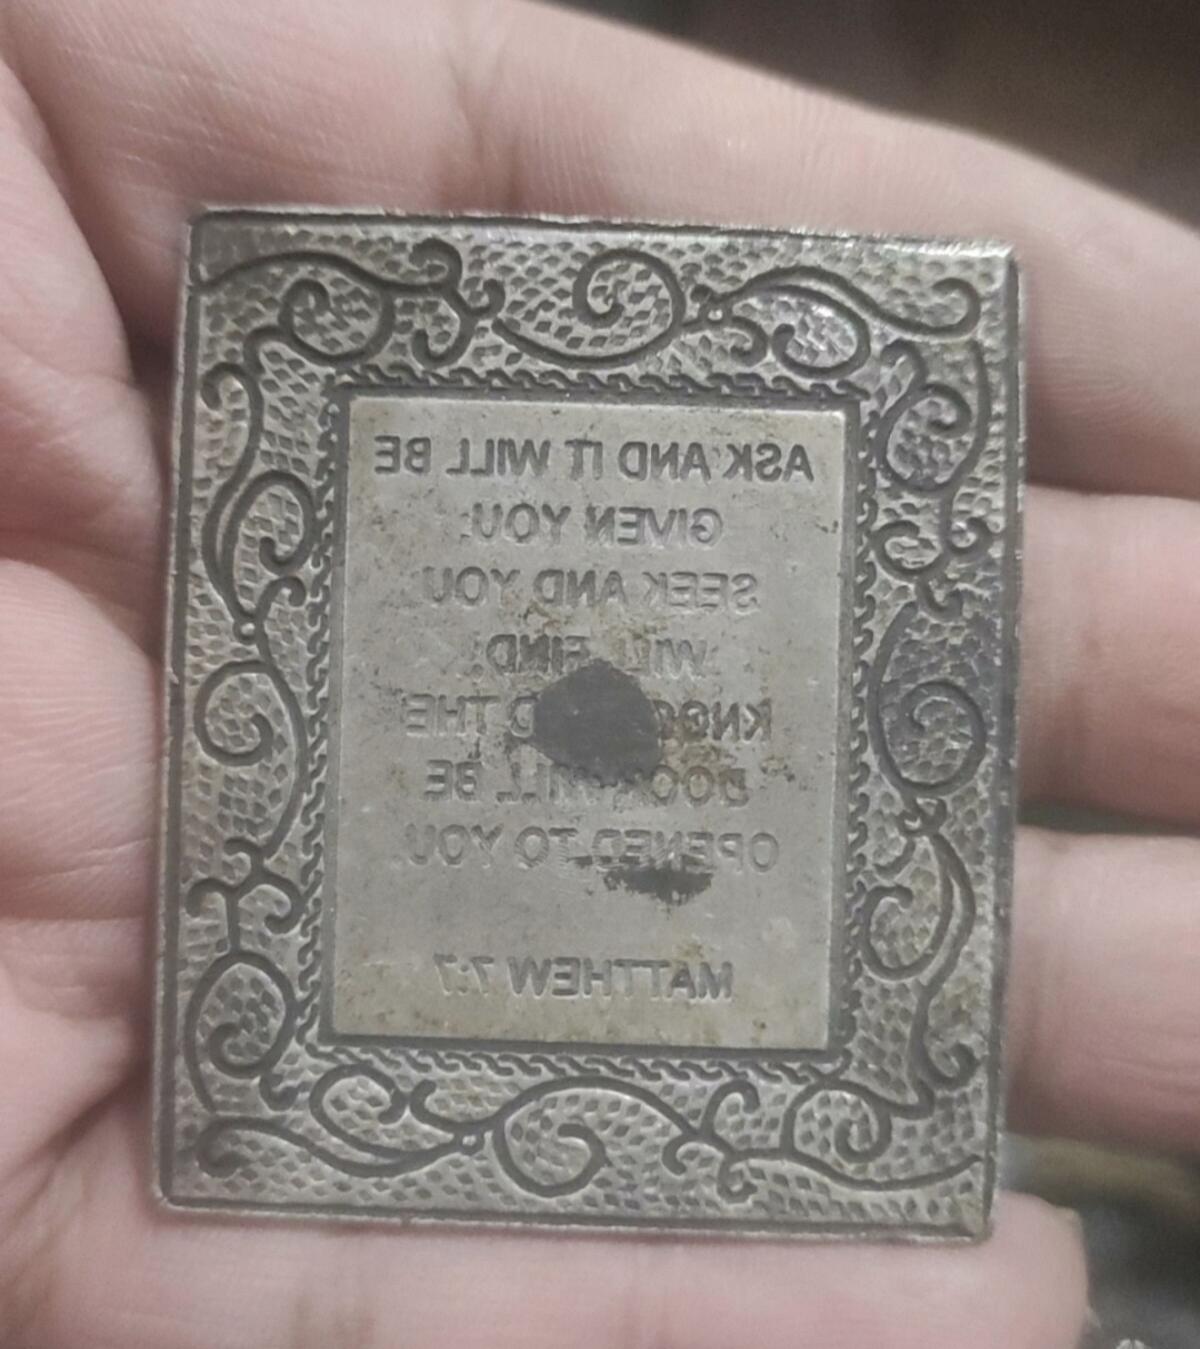 ASK AND IT WILL BE
GIVEN YOU.
SEEK AND YOU
WILL FIND.
THE
WILL BE
OPENED TO YOU.
MATTHEW 7:7